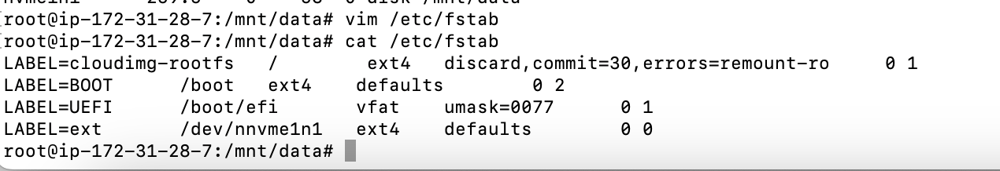 root@ip-172-31-28-7:/mnt/data# vim /etc/fstab
root@ip-172-31-28-7:/mnt/data# cat /etc/fstab
LABEL=cloudimg-rootfs   /        ext4   discard,commit=30,errors=remount-ro     0 1
LABEL=BOOT      /boot   ext4    defaults        0 2
LABEL=UEFI      /boot/efi       vfat    umask=0077      0 1
LABEL=ext       /dev/nnvme1n1   ext4    defaults        0 0
root@ip-172-31-28-7:/mnt/data#